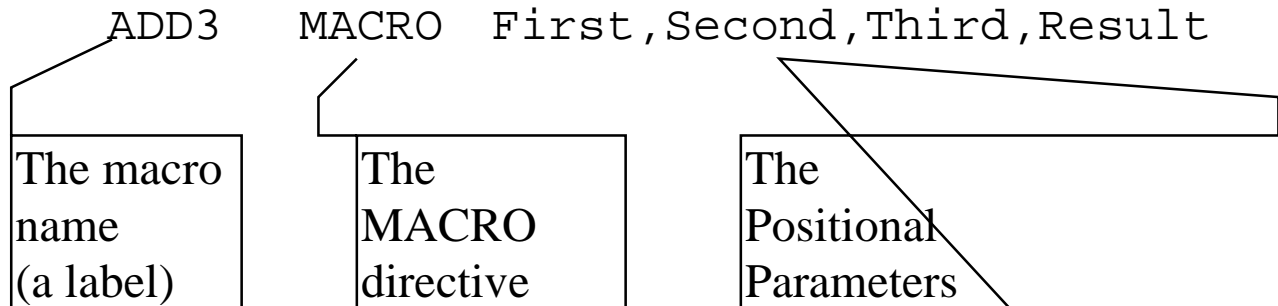 ADD3 MACRO First,Second,Third,Result
The macro
name
(a label)
The
MACRO
directive
The
Positional
Parameters